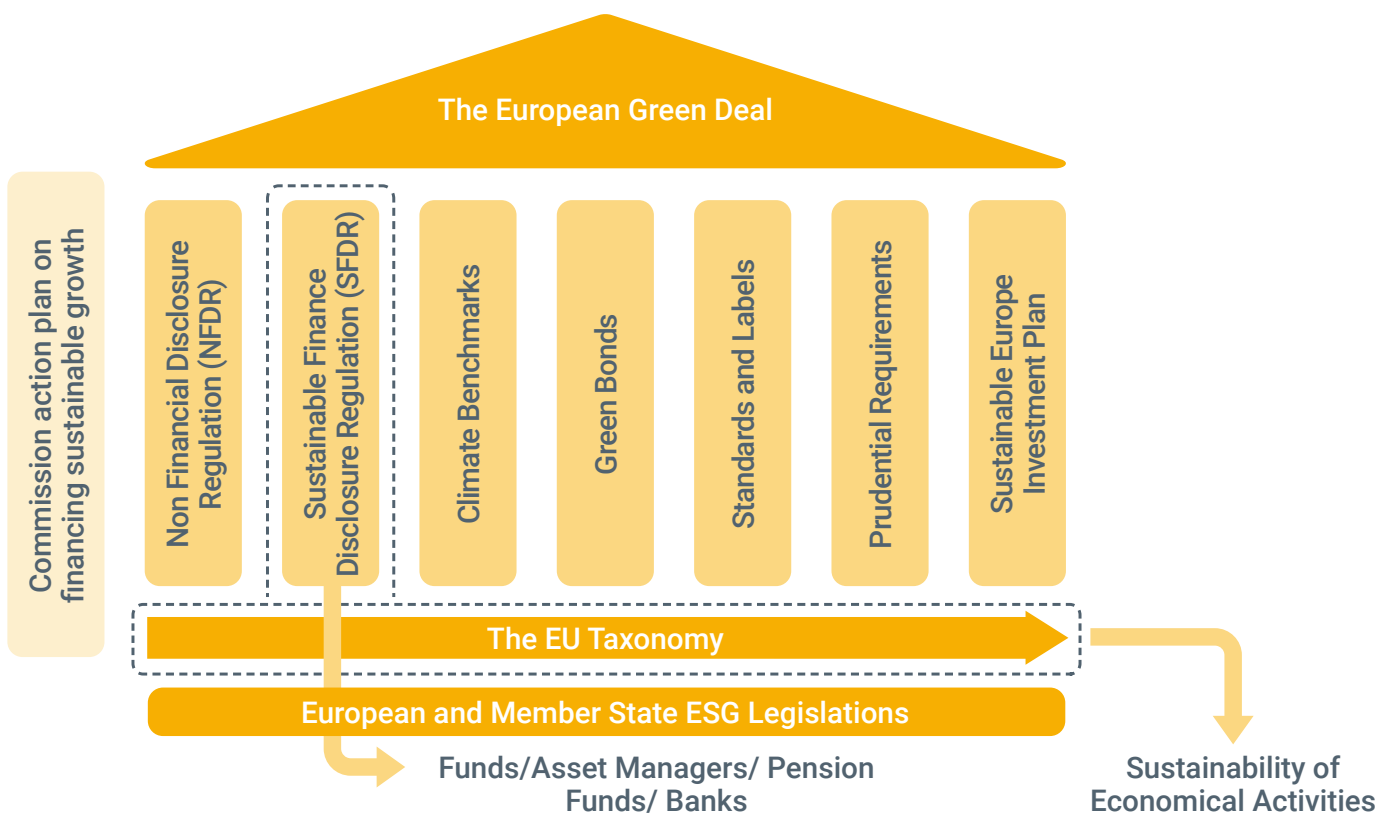 The European Green Deal
Commission action plan on
financing sustainable growth
Non Financial Disclosure
Regulation (NFDR)
Sustainable Finance
Disclosure Regulation (SFDR)
Climate Benchmarks
Green Bonds
Standards and Labels
Prudential Requirements
Sustainable Europe
Investment Plan
The EU Taxonomy
European and Member State ESG Legislations
Funds/Asset Managers/ Pension
Funds/ Banks
Sustainability of
Economical Activities